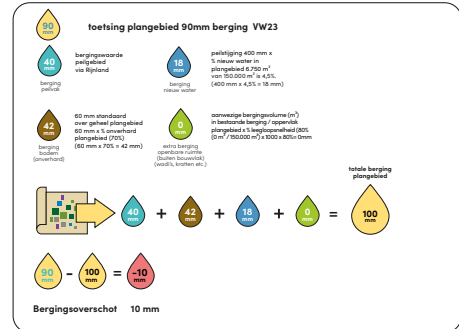 90
mm
toetsing plangebied 90mm berging VW23
40
mm
bergingswaarde
peilgebied
via Rijnland
berging
peilvak
18
mm
peilstijging 400 mm x
% nieuw water in
plangebied 6.750 m²
van 150.000 m² is 4,5%.
(400 mm x 4,5% = 18 mm)
berging
nieuw water
42
mm
60 mm standaard
over geheel plangebied
60 mm x % onverhard
plangebied (70%)
(60 mm x 70% = 42 mm)
berging
bodem
(onverhard)
0
mm
aanwezige bergingsvolume (m³)
in bestaande berging / oppervlak
plangebied x % leegloopsnelheid (80%
(0 m³ / 150.000 m²) x 1000 x 80%= 0mm
extra berging
openbare ruimte
(buiten bouwvlak)
(wadi's, kratten etc.)
totale berging
plangebied
40
mm
+
42
mm
+
18
mm
+
0
mm
=
100
mm
90
mm
-
100
mm
=
-10
mm
Bergingsoverschot 10 mm